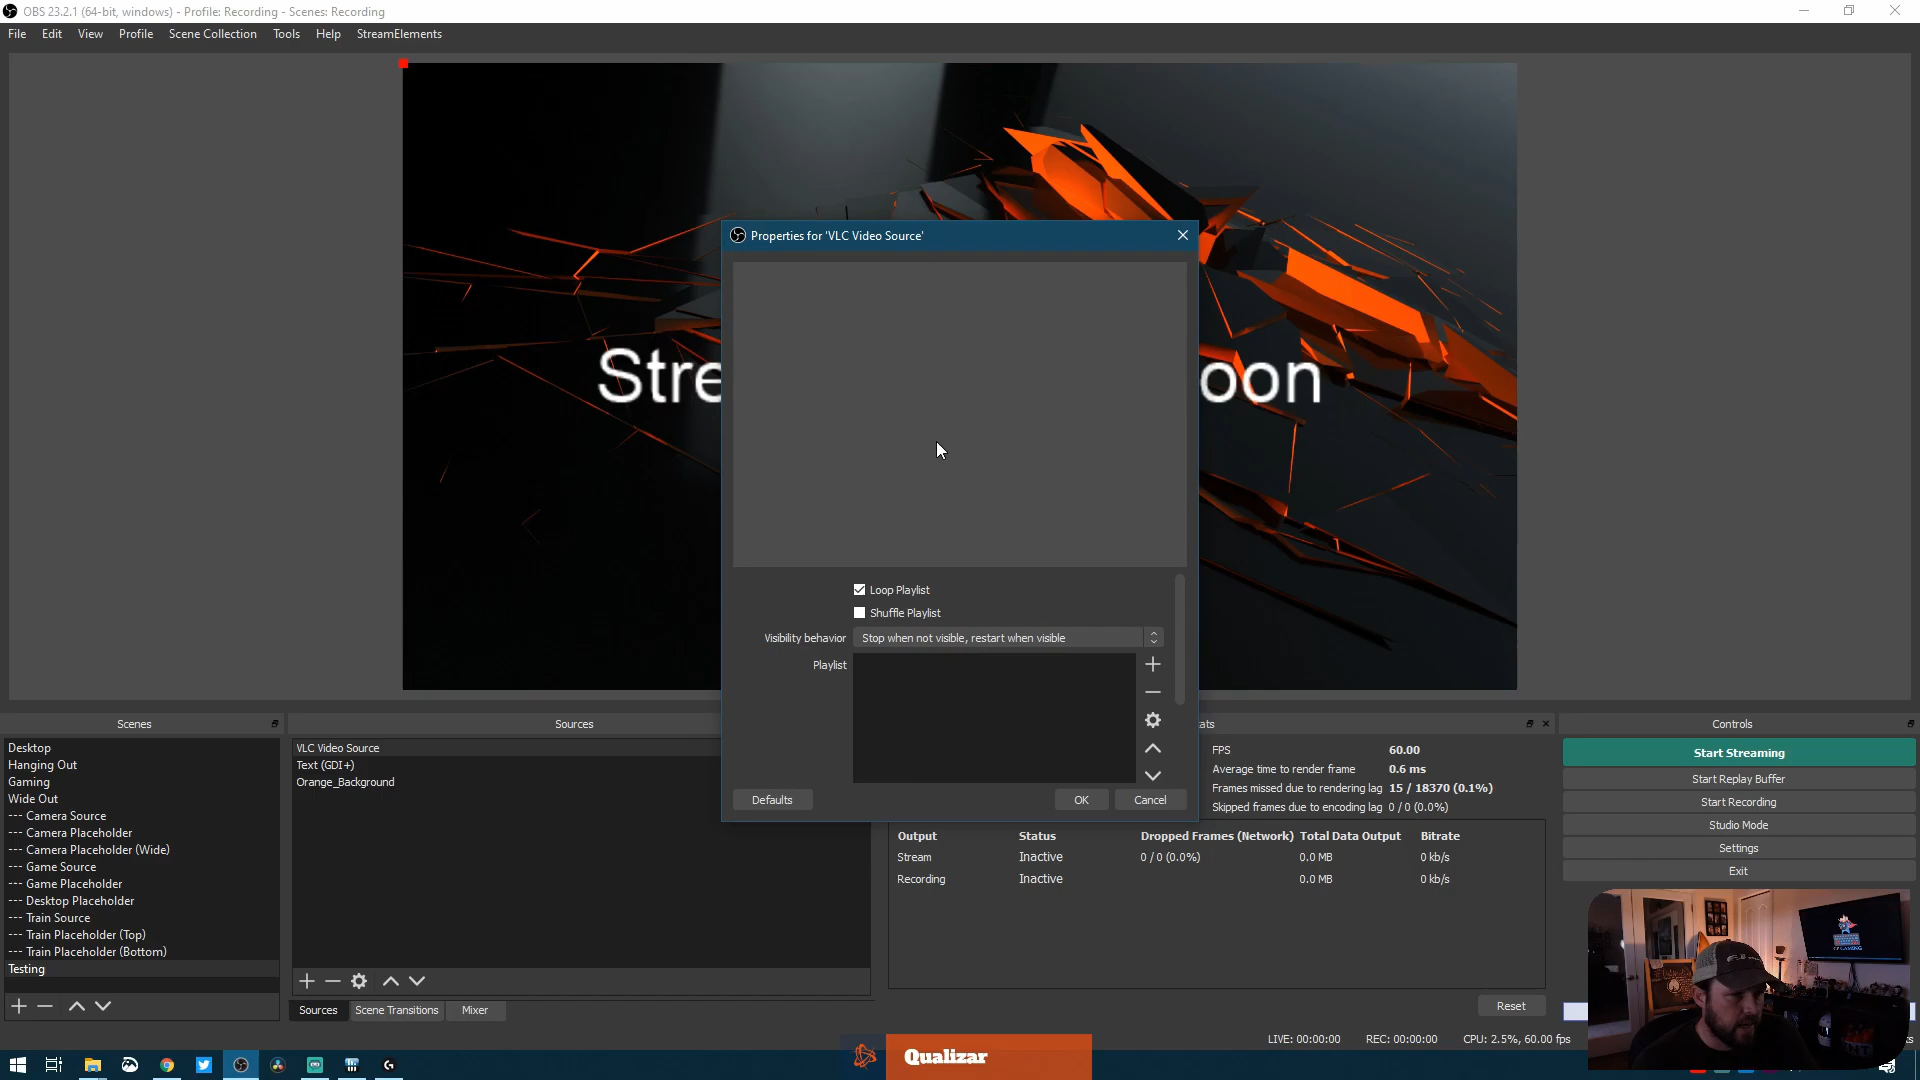 OBS 23.2.1 (64-bit, windows) - Profile: Recording - Scenes: Recording
File Edit View Profile Scene Collection Tools Help StreamElements
Properties for 'VLC Video Source'
Stre
oon
Loop Playlist
Shuffle Playlist
Visibility behavior Stop when not visible, restart when visible
Playlist
Defaults OK Cancel
Scenes
Desktop
Hanging Out
Gaming
Wide Out
--- Camera Source
--- Camera Placeholder
--- Camera Placeholder (Wide)
--- Game Source
--- Game Placeholder
--- Desktop Placeholder
--- Train Source
--- Train Placeholder (Top)
--- Train Placeholder (Bottom)
Testing
Sources
VLC Video Source
Text (GDI+)
Orange_Background
Sources Scene Transitions Mixer
ats
FPS 60.00
Average time to render frame 0.6 ms
Frames missed due to rendering lag 15 / 18370 (0.1%)
Skipped frames due to encoding lag 0 / 0 (0.0%)
Output Status Dropped Frames (Network) Total Data Output Bitrate
Stream Inactive 0 / 0 (0.0%) 0.0 MB 0 kb/s
Recording Inactive 0.0 MB 0 kb/s
Reset
Controls
Start Streaming
Start Replay Buffer
Start Recording
Studio Mode
Settings
Exit
LIVE: 00:00:00 REC: 00:00:00 CPU: 2.5%, 60.00 fps
Qualizar